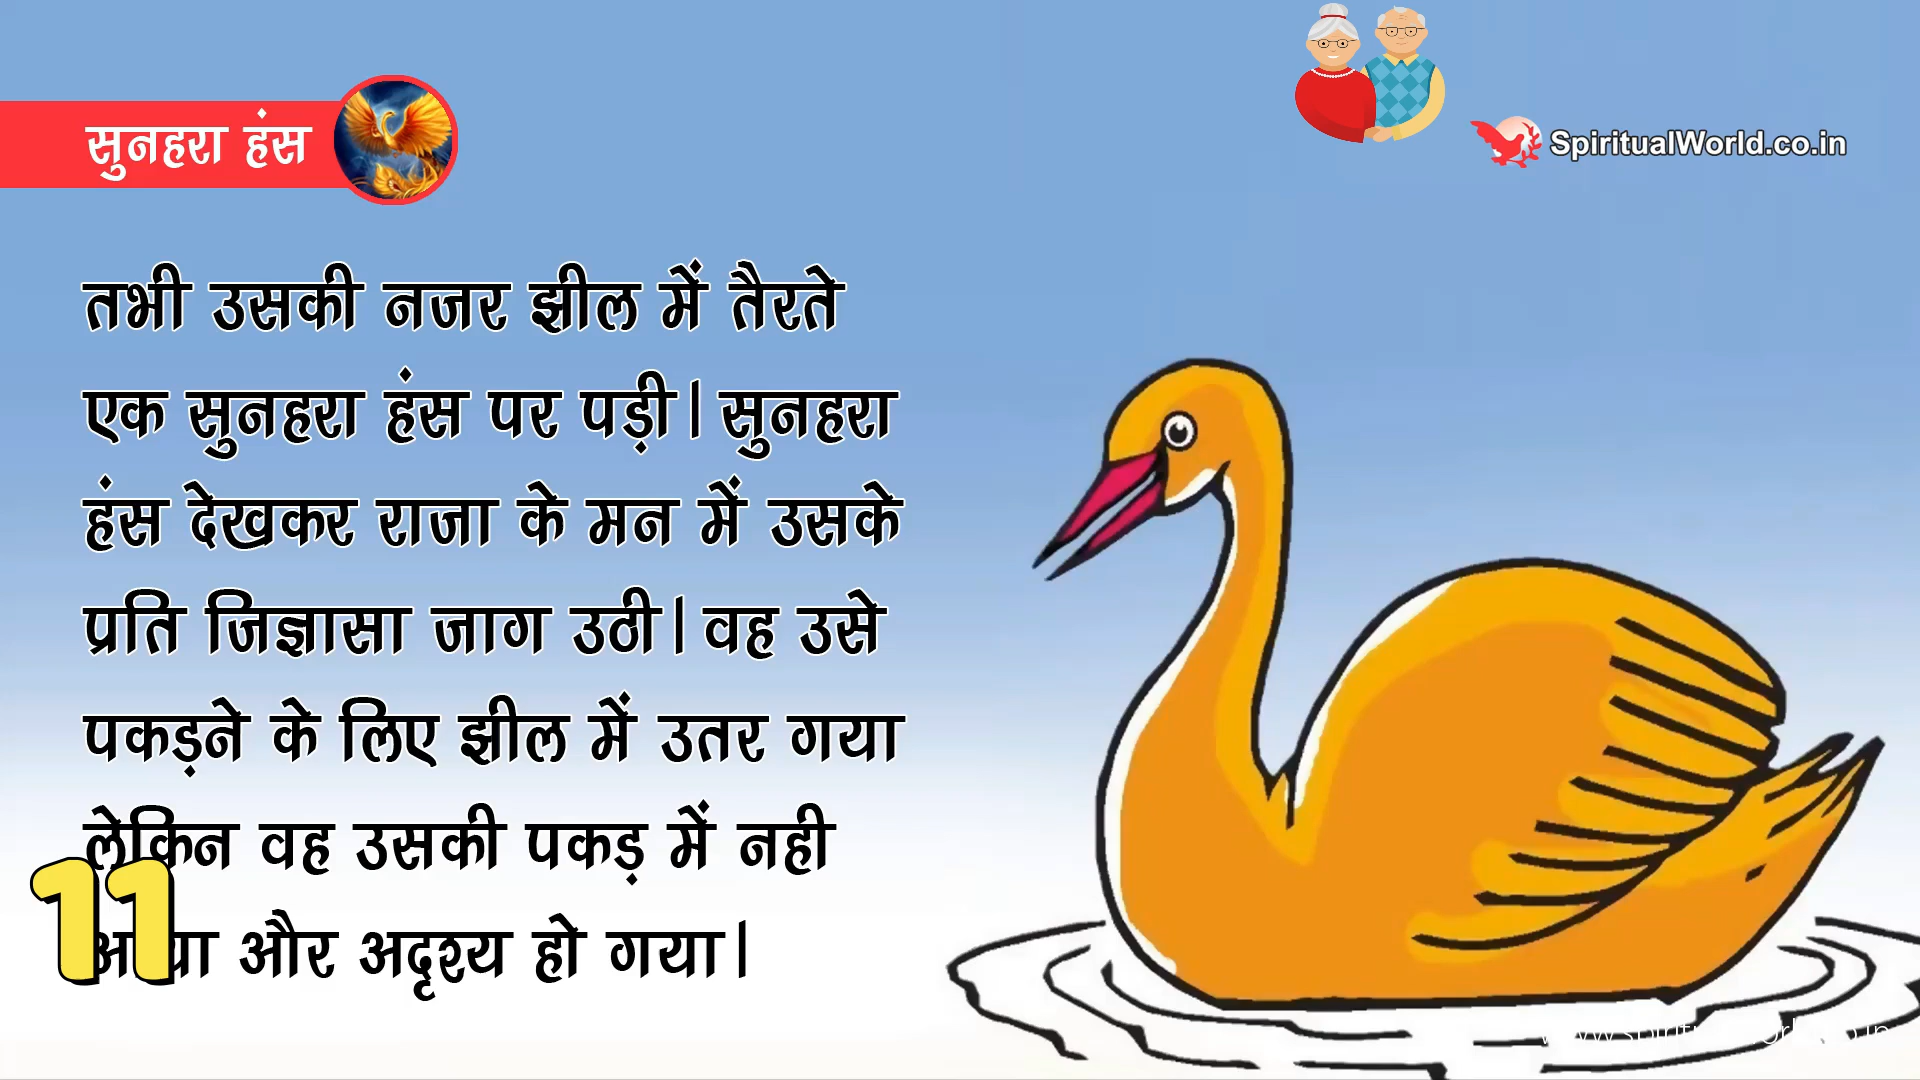 सुनहरा हंस
SpiritualWorld.co.in
तभी उसकी नजर झील में तैरते
एक सुनहरा हंस पर पड़ी। सुनहरा
हंस देखकर राजा के मन में उसके
प्रति जिज्ञासा जाग उठी। वह उसे
पकड़ने के लिए झील में उतर गया
लेकिन वह उसकी पकड़ में नही
और अदृश्य हो गया।
11